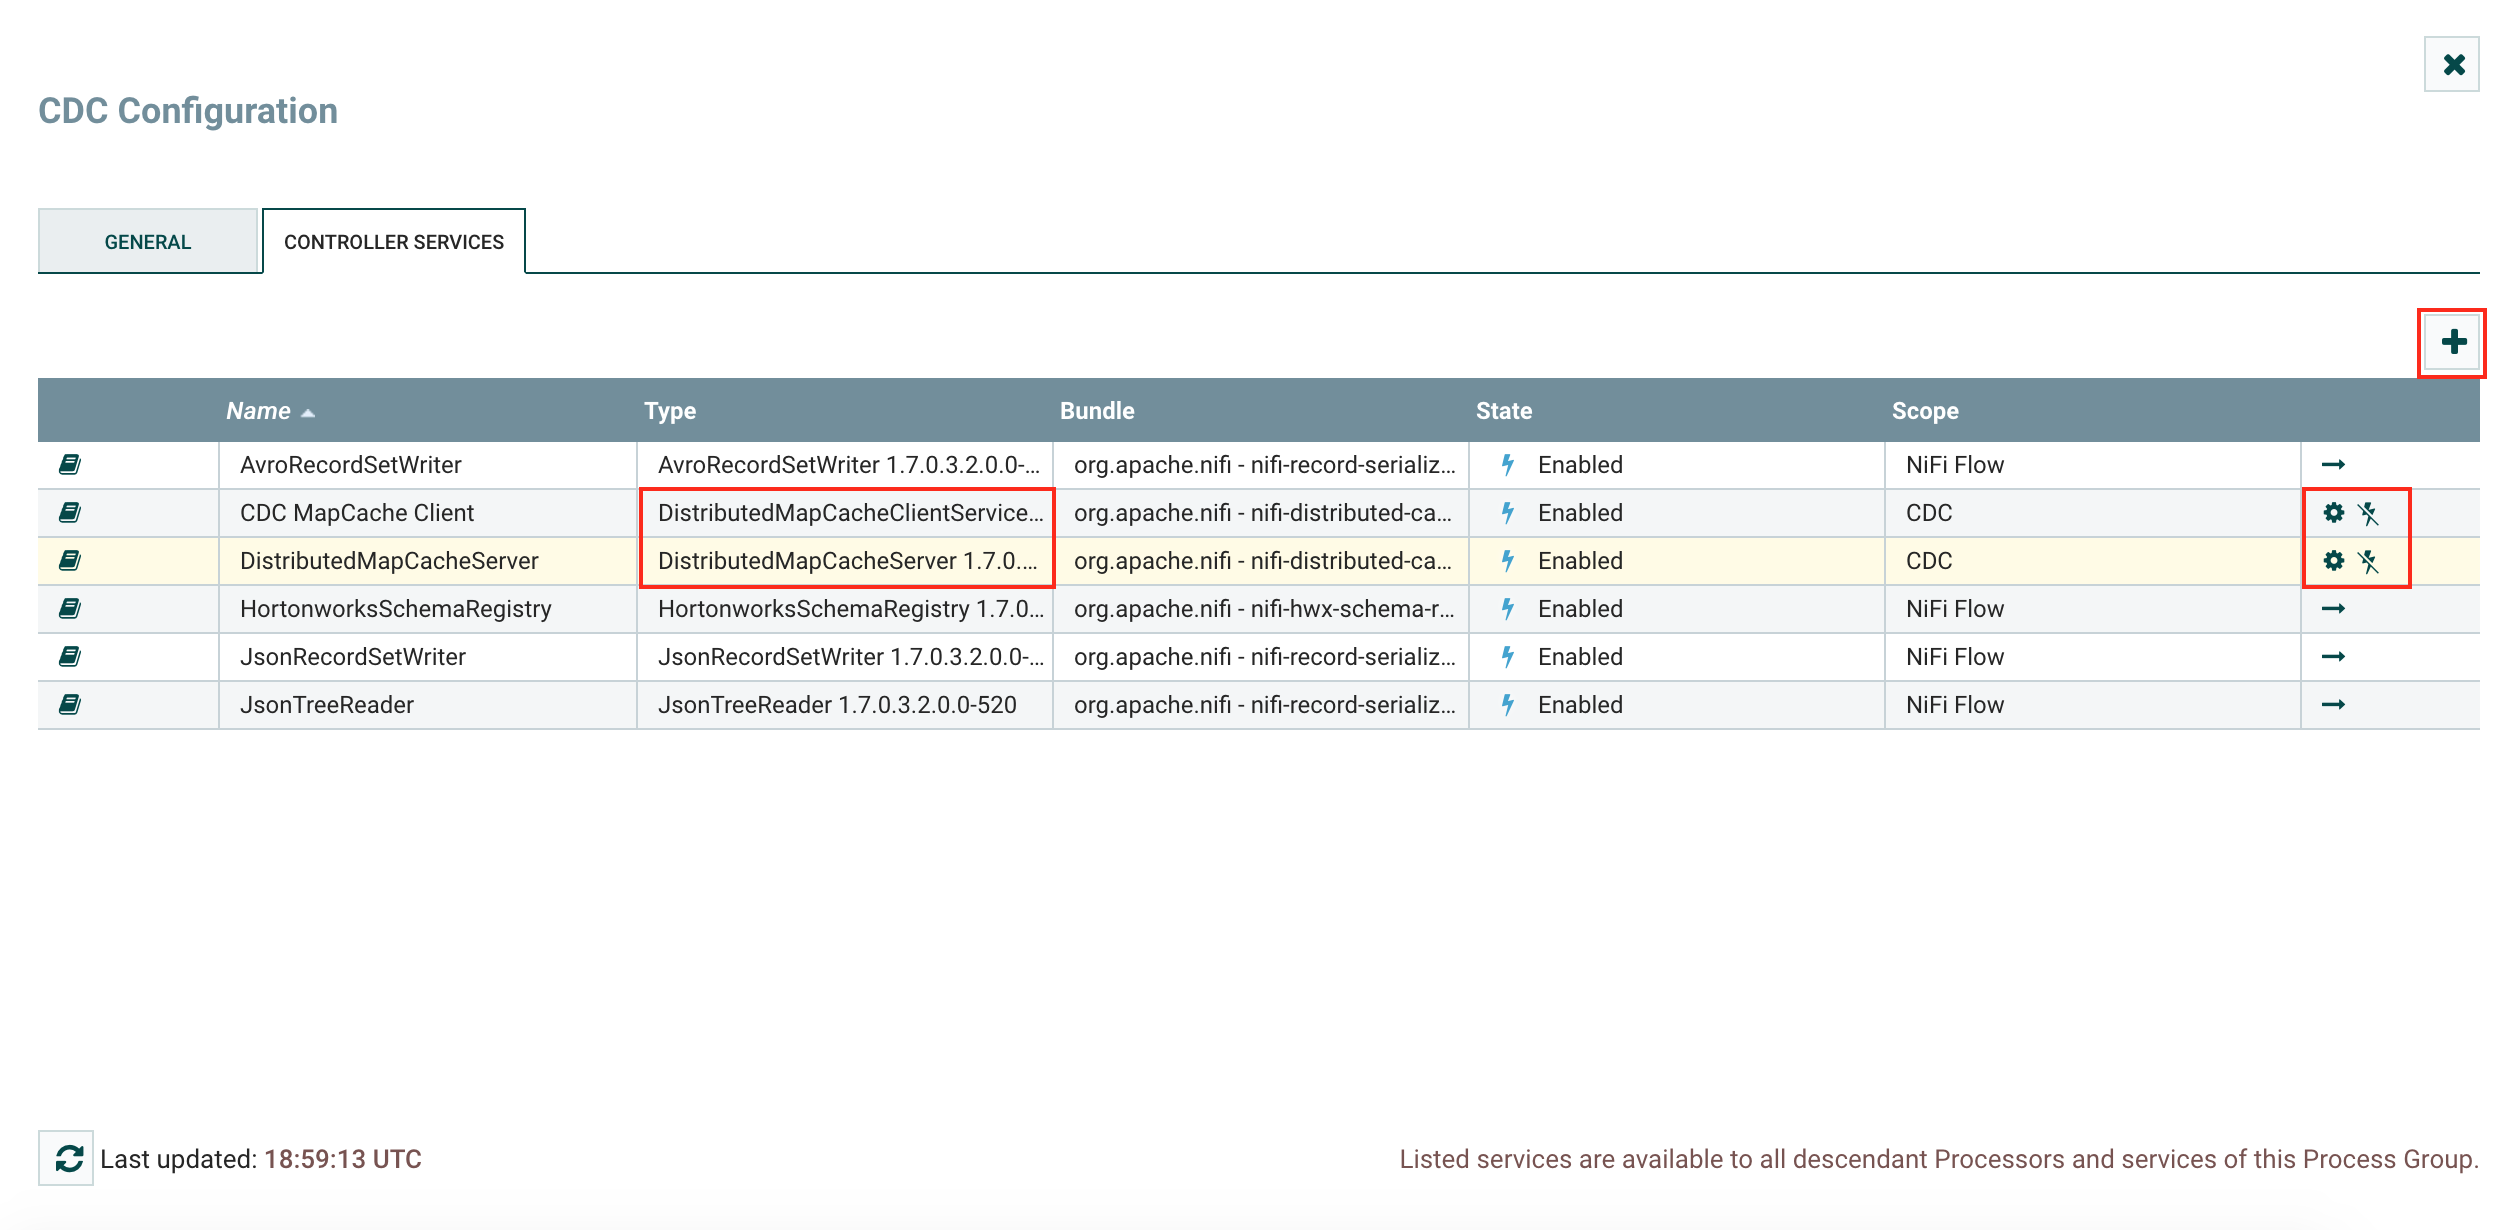 CDC Configuration
GENERAL
CONTROLLER SERVICES
Name Type Bundle State Scope
AvroRecordSetWriter AvroRecordSetWriter 1.7.0.3.2.0.0-... org.apache.nifi - nifi-record-serializ... Enabled NiFi Flow
CDC MapCache Client DistributedMapCacheClientService... org.apache.nifi - nifi-distributed-ca... Enabled CDC
DistributedMapCacheServer DistributedMapCacheServer 1.7.0.... org.apache.nifi - nifi-distributed-ca... Enabled CDC
HortonworksSchemaRegistry HortonworksSchemaRegistry 1.7.0... org.apache.nifi - nifi-hwx-schema-r... Enabled NiFi Flow
JsonRecordSetWriter JsonRecordSetWriter 1.7.0.3.2.0.0-... org.apache.nifi - nifi-record-serializ... Enabled NiFi Flow
JsonTreeReader JsonTreeReader 1.7.0.3.2.0.0-520 org.apache.nifi - nifi-record-serializ... Enabled NiFi Flow
Last updated: 18:59:13 UTC
Listed services are available to all descendant Processors and services of this Process Group.